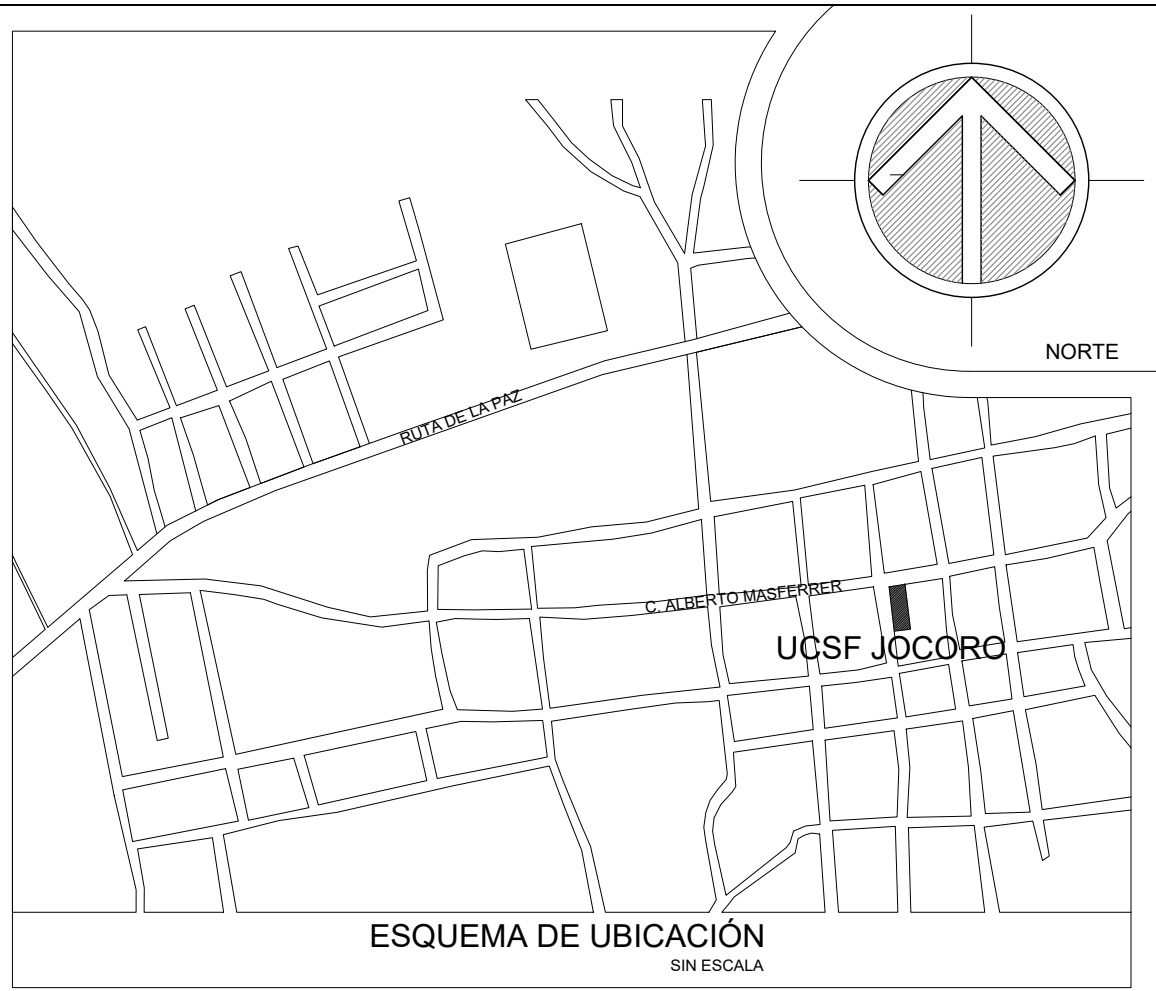 NORTE
RUTA DE LA PAZ
C. ALBERTO MASFERRER
UCSF JOCORO
ESQUEMA DE UBICACIÓN
SIN ESCALA